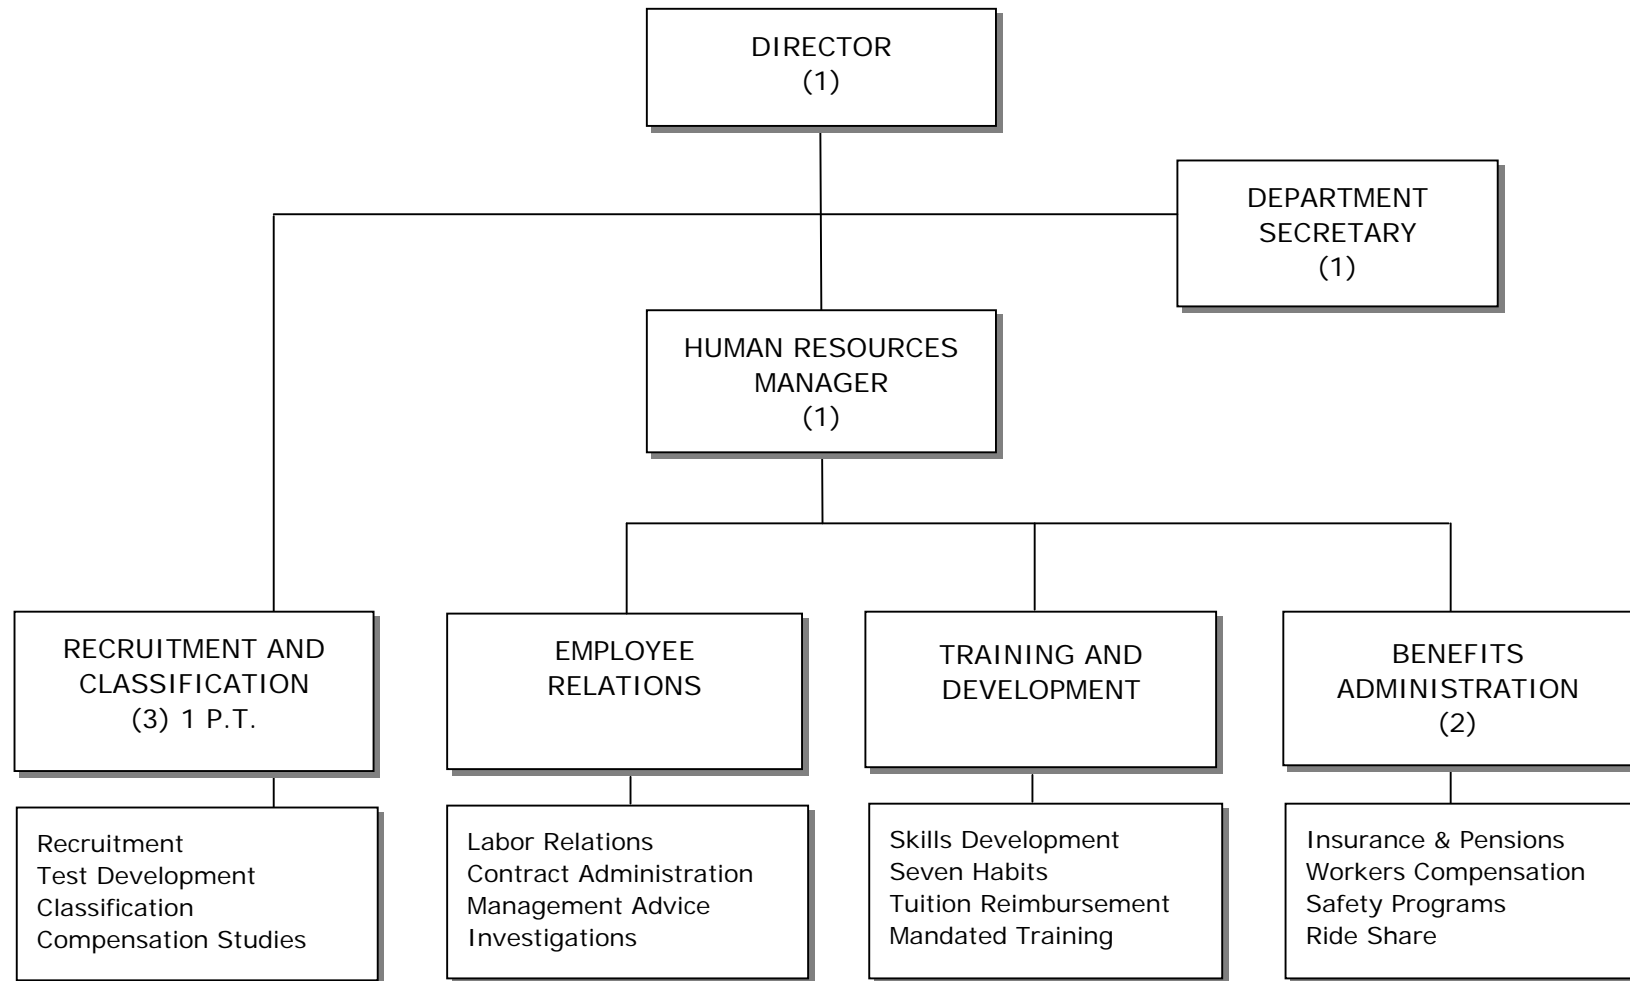 DIRECTOR
(1)
DEPARTMENT
SECRETARY
(1)
HUMAN RESOURCES
MANAGER
(1)
RECRUITMENT AND
CLASSIFICATION
(3) 1 P.T.
EMPLOYEE
RELATIONS
TRAINING AND
DEVELOPMENT
BENEFITS
ADMINISTRATION
(2)
Recruitment
Test Development
Classification
Compensation Studies
Labor Relations
Contract Administration
Management Advice
Investigations
Skills Development
Seven Habits
Tuition Reimbursement
Mandated Training
Insurance & Pensions
Workers Compensation
Safety Programs
Ride Share